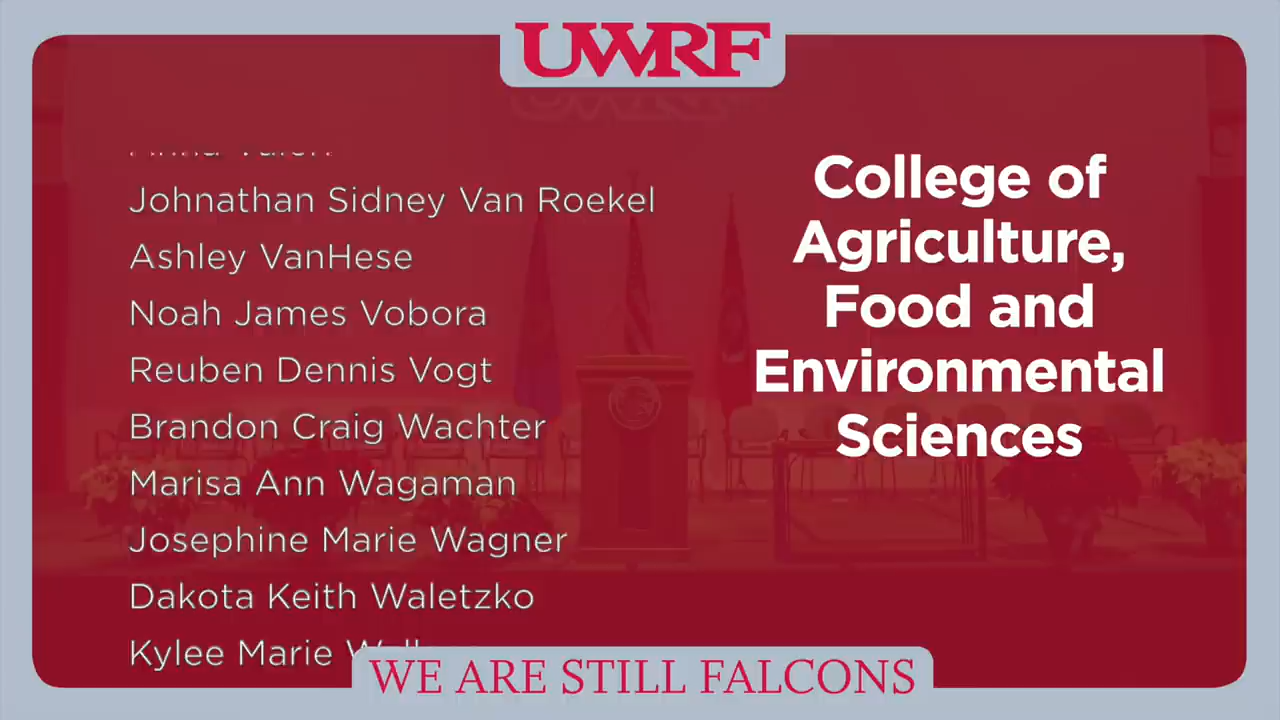 UWRF
Johnathan Sidney Van Roekel
Ashley VanHese
Noah James Vobora
Reuben Dennis Vogt
Brandon Craig Wachter
Marisa Ann Wagaman
Josephine Marie Wagner
Dakota Keith Waletzko
Kylee Marie
College of
Agriculture,
Food and
Environmental
Sciences
WE ARE STILL FALCONS